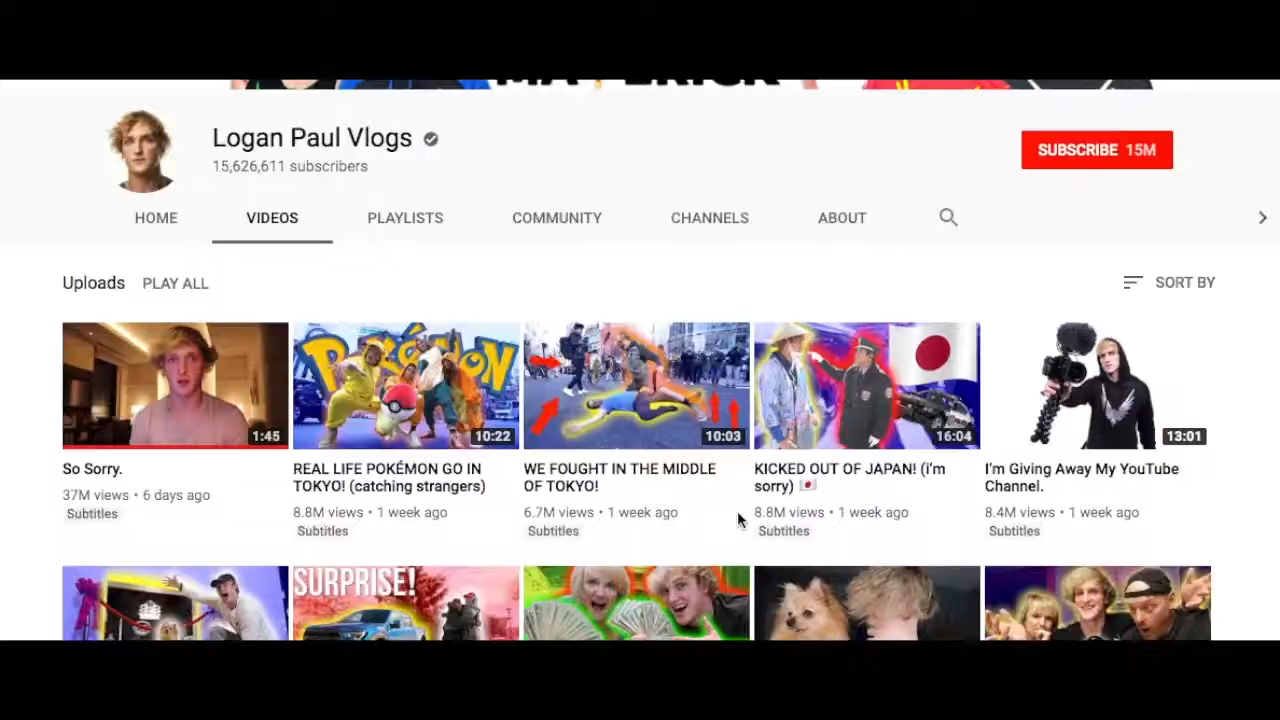 MAVERICK
Logan Paul Vlogs
15,626,611 subscribers
SUBSCRIBE 15M
HOME VIDEOS PLAYLISTS COMMUNITY CHANNELS ABOUT
Uploads PLAY ALL
SORT BY
POKÉMON
1:45
10:22
10:03
16:04
13:01
So Sorry.
37M views • 6 days ago
Subtitles
REAL LIFE POKÉMON GO IN
TOKYO! (catching strangers)
8.8M views • 1 week ago
Subtitles
WE FOUGHT IN THE MIDDLE
OF TOKYO!
6.7M views • 1 week ago
Subtitles
KICKED OUT OF JAPAN! (i'm
sorry) 🇯🇵
8.8M views • 1 week ago
Subtitles
I'm Giving Away My YouTube
Channel.
8.4M views • 1 week ago
Subtitles
SURPRISE!